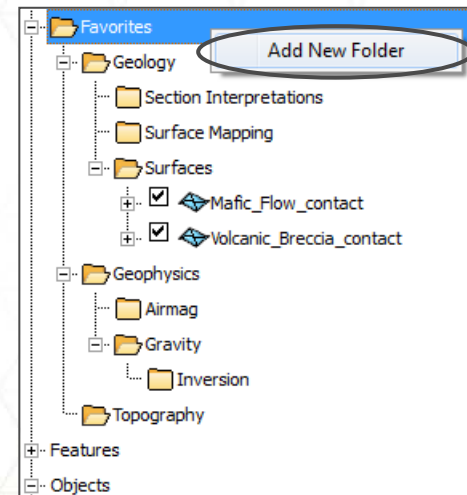 Favorites
Add New Folder
Geology
Section Interpretations
Surface Mapping
Surfaces
Mafic_Flow_contact
Volcanic_Breccia_contact
Geophysics
Airmag
Gravity
Inversion
Topography
Features
Objects